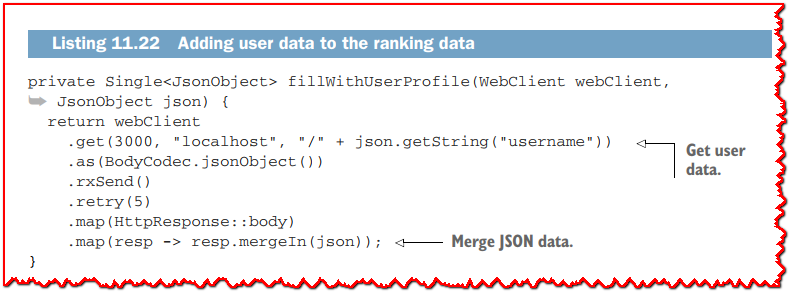 Listing 11.22 Adding user data to the ranking data
private Single<JsonObject> fillWithUserProfile(WebClient webClient,
➥ JsonObject json) {
return webClient
.get(3000, "localhost", "/" + json.getString("username"))
Get user
data.
.as(BodyCodec.jsonObject())
.rxSend()
.retry(5)
.map(HttpResponse::body)
.map(resp -> resp.mergeIn(json)); Merge JSON data.
}